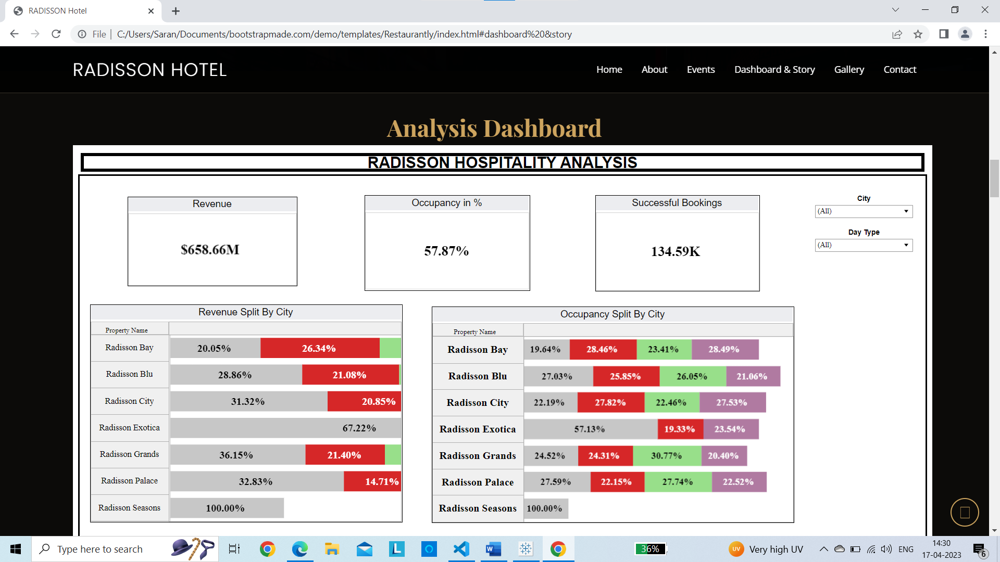 RADISSON Hotel
File | C:/Users/Saran/Documents/bootstrapmade.com/demo/templates/Restaurantly/index.html#dashboard%20&story
RADISSON HOTEL
Home About Events Dashboard & Story Gallery Contact
Analysis Dashboard
RADISSON HOSPITALITY ANALYSIS
Revenue
$658.66M
Occupancy in %
57.87%
Successful Bookings
134.59K
City
(All)
Day Type
(All)
Revenue Split By City
Property Name
Radisson Bay 20.05% 26.34%
Radisson Blu 28.86% 21.08%
Radisson City 31.32% 20.85%
Radisson Exotica 67.22%
Radisson Grands 36.15% 21.40%
Radisson Palace 32.83% 14.71%
Radisson Seasons 100.00%
Occupancy Split By City
Property Name
Radisson Bay 19.64% 28.46% 23.41% 28.49%
Radisson Blu 27.03% 25.85% 26.05% 21.06%
Radisson City 22.19% 27.82% 22.46% 27.53%
Radisson Exotica 57.13% 19.33% 23.54%
Radisson Grands 24.52% 24.31% 30.77% 20.40%
Radisson Palace 27.59% 22.15% 27.74% 22.52%
Radisson Seasons 100.00%
Type here to search
L
W
36%
UV Very high UV
ENG
14:30
17-04-2023
6